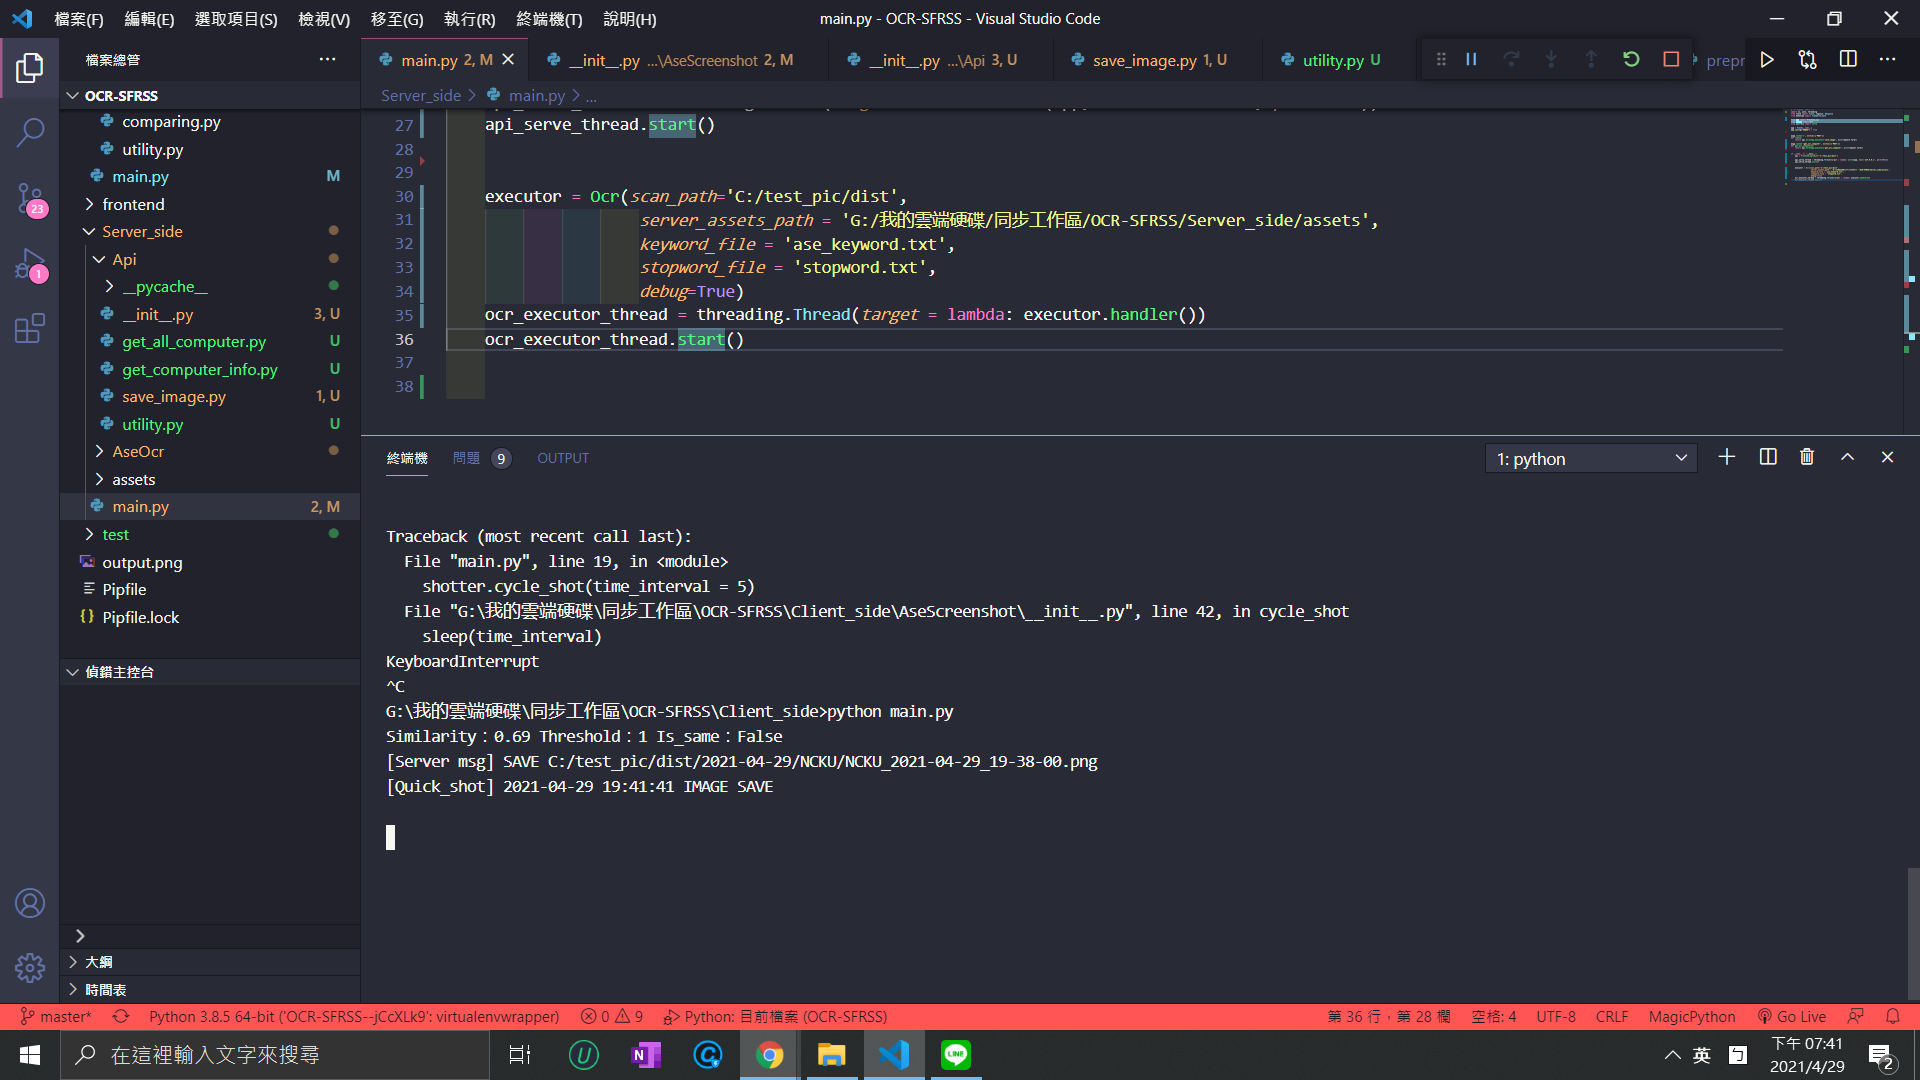 檔案(F) 編輯(E) 選取項目(S) 檢視(V) 移至(G) 執行(R) 終端機(T) 說明(H) main.py - OCR-SFRSS - Visual Studio Code
檔案總管 ···
main.py 2, M
__init__.py ...\AseScreenshot 2, M
__init__.py ...\Api 3, U
save_image.py 1, U
utility.py U
prepr
OCR-SFRSS
comparing.py
utility.py
main.py M
frontend
Server_side
Api
__pycache__
__init__.py 3, U
get_all_computer.py U
get_computer_info.py U
save_image.py 1, U
utility.py U
AseOcr
assets
main.py 2, M
test
output.png
Pipfile
Pipfile.lock
偵錯主控台
大綱
時間表
23
1
Server_side > main.py > ...
27 api_serve_thread.start()
28
29
30 executor = Ocr(scan_path='C:/test_pic/dist',
31 server_assets_path = 'G:/我的雲端硬碟/同步工作區/OCR-SFRSS/Server_side/assets',
32 keyword_file = 'ase_keyword.txt',
33 stopword_file = 'stopword.txt',
34 debug=True)
35 ocr_executor_thread = threading.Thread(target = lambda: executor.handler())
36 ocr_executor_thread.start()
37
38
終端機 問題 9 OUTPUT 1: python
Traceback (most recent call last):
File "main.py", line 19, in <module>
shotter.cycle_shot(time_interval = 5)
File "G:\我的雲端硬碟\同步工作區\OCR-SFRSS\Client_side\AseScreenshot\__init__.py", line 42, in cycle_shot
sleep(time_interval)
KeyboardInterrupt
^C
G:\我的雲端硬碟\同步工作區\OCR-SFRSS\Client_side>python main.py
Similarity：0.69 Threshold：1 Is_same：False
[Server msg] SAVE C:/test_pic/dist/2021-04-29/NCKU/NCKU_2021-04-29_19-38-00.png
[Quick_shot] 2021-04-29 19:41:41 IMAGE SAVE
master* Python 3.8.5 64-bit ('OCR-SFRSS--jCcXLk9': virtualenvwrapper) 0 9 Python: 目前檔案 (OCR-SFRSS) 第 36 行，第 28 欄 空格: 4 UTF-8 CRLF MagicPython Go Live
在這裡輸入文字來搜尋
N
LINE
英
下午 07:41
2021/4/29
2